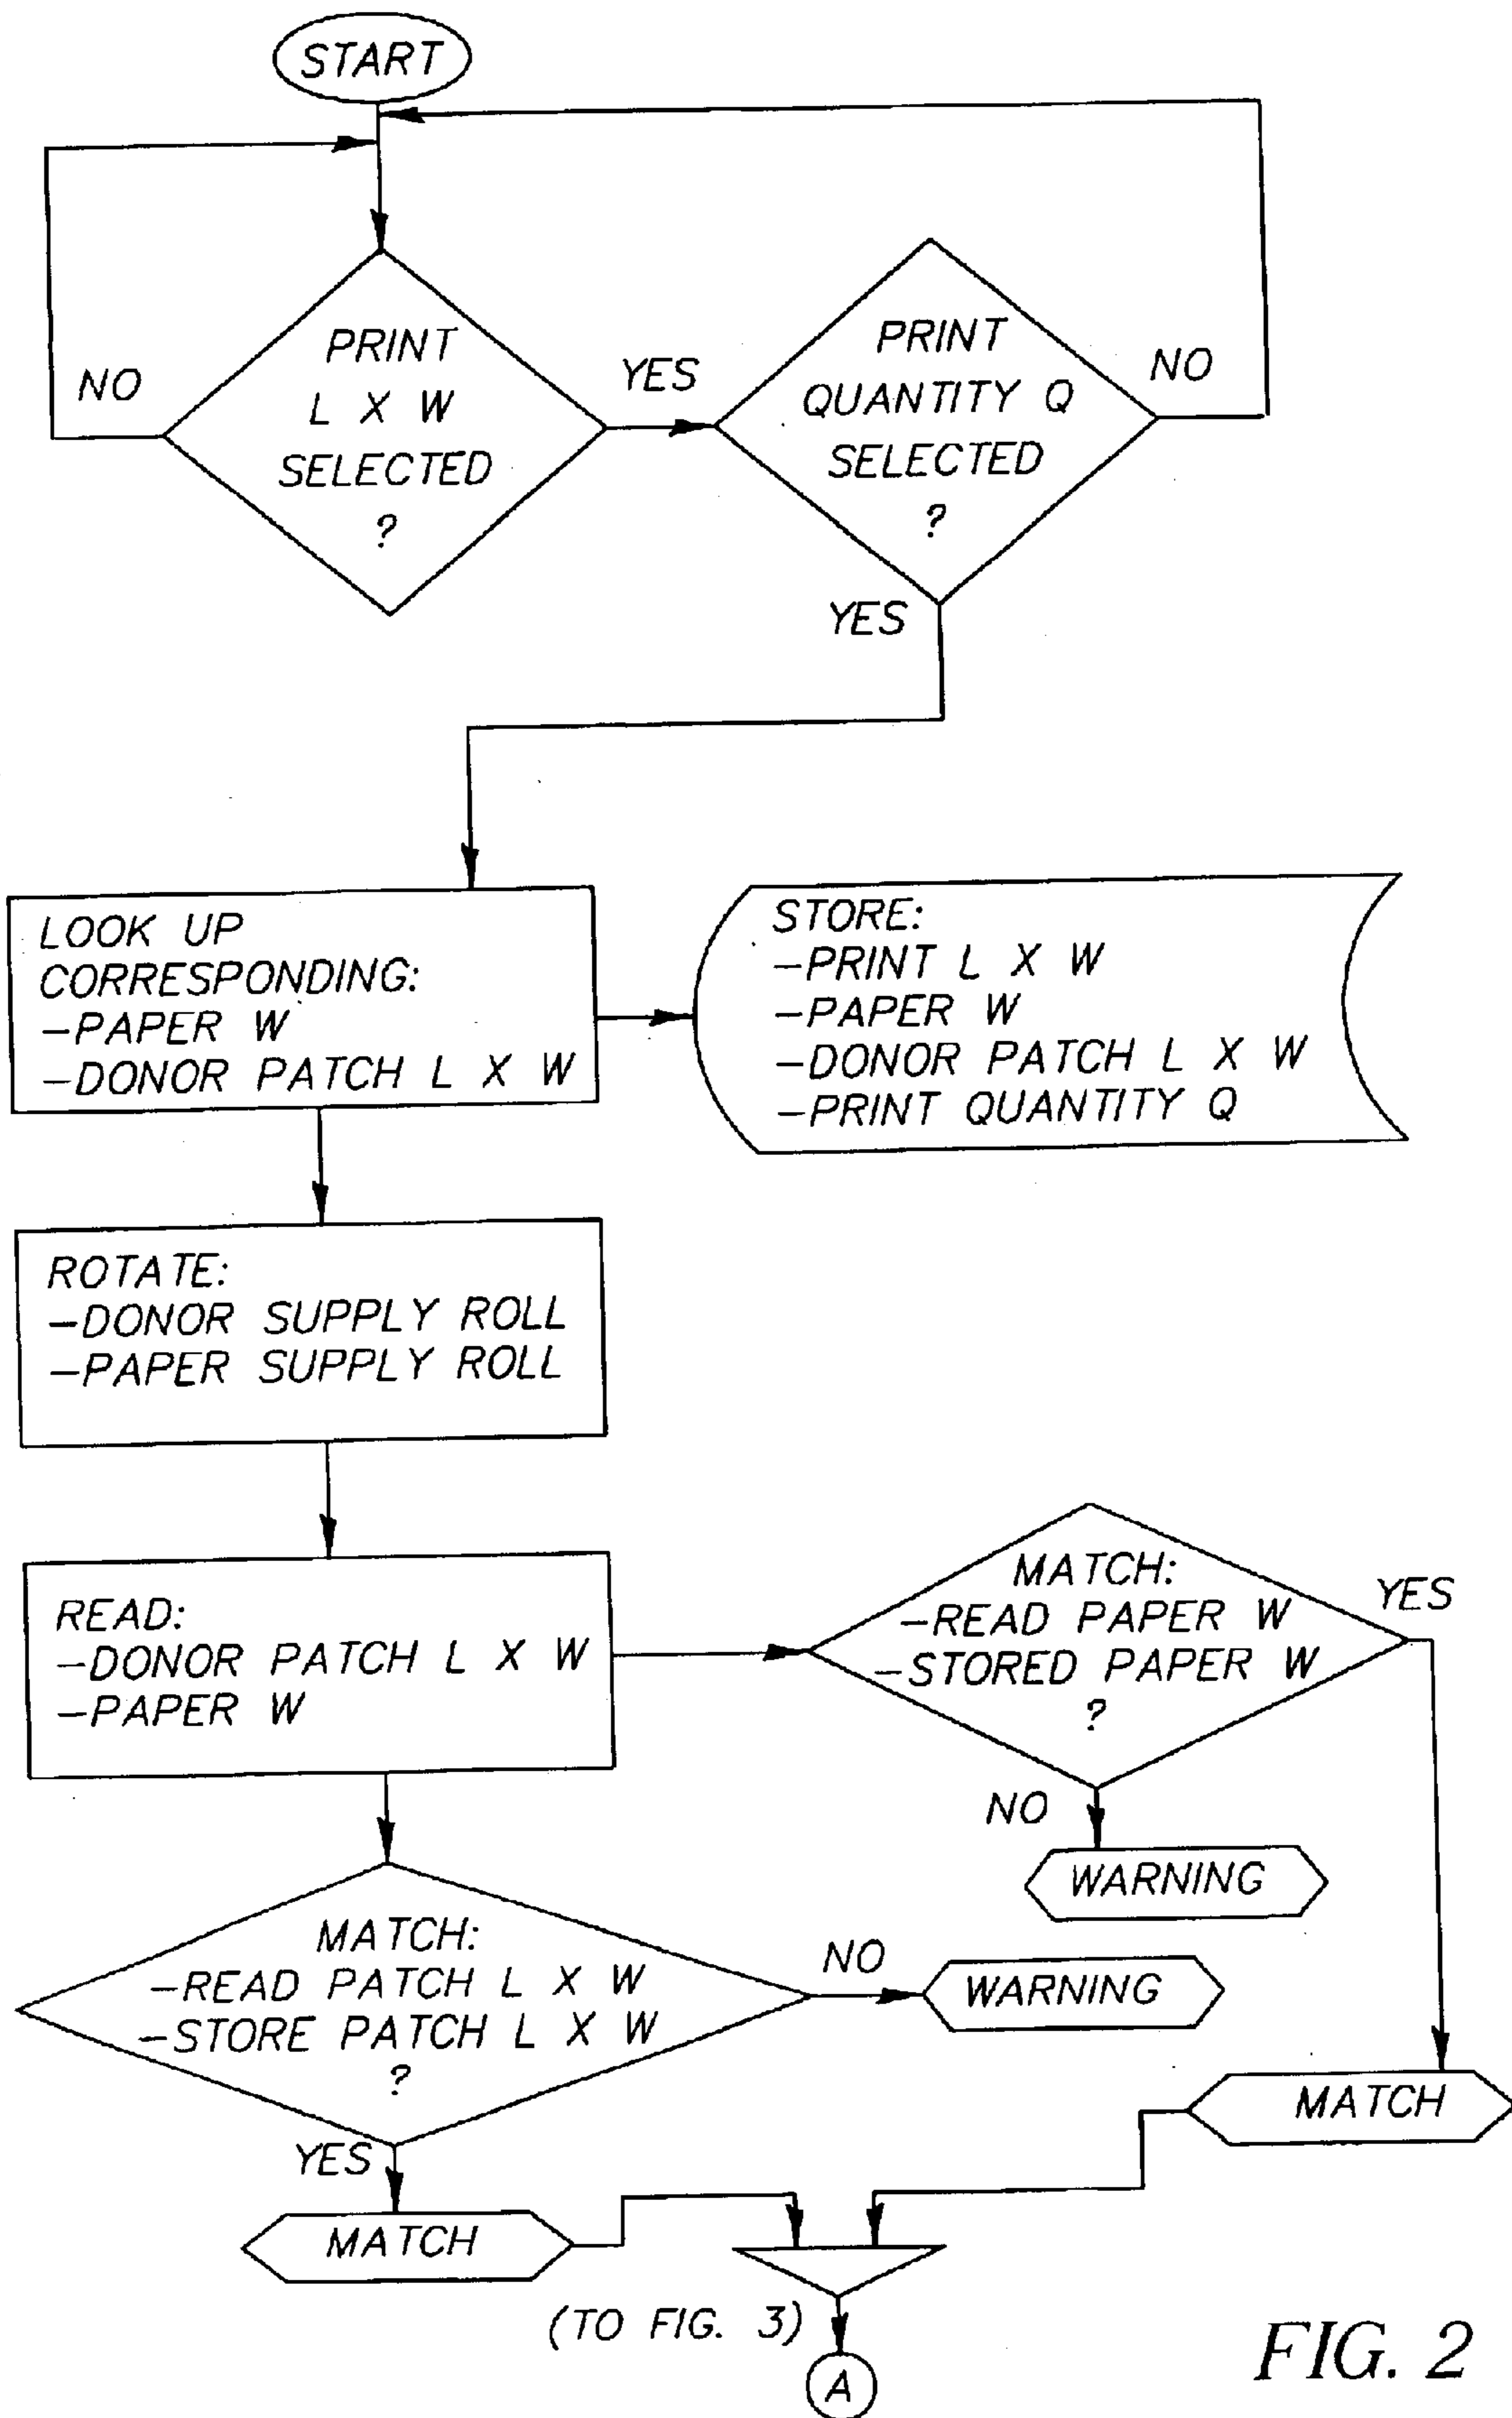 START
NO
PRINT
L X W
SELECTED
?
YES
PRINT
QUANTITY Q
SELECTED
?
NO
YES
LOOK UP
CORRESPONDING:
-PAPER W
-DONOR PATCH L X W
STORE:
-PRINT L X W
-PAPER W
-DONOR PATCH L X W
-PRINT QUANTITY Q
ROTATE:
-DONOR SUPPLY ROLL
-PAPER SUPPLY ROLL
READ:
-DONOR PATCH L X W
-PAPER W
MATCH:
-READ PAPER W
-STORED PAPER W
?
YES
NO
WARNING
MATCH:
-READ PATCH L X W
-STORE PATCH L X W
?
NO
WARNING
MATCH
YES
MATCH
(TO FIG. 3)
A
FIG. 2